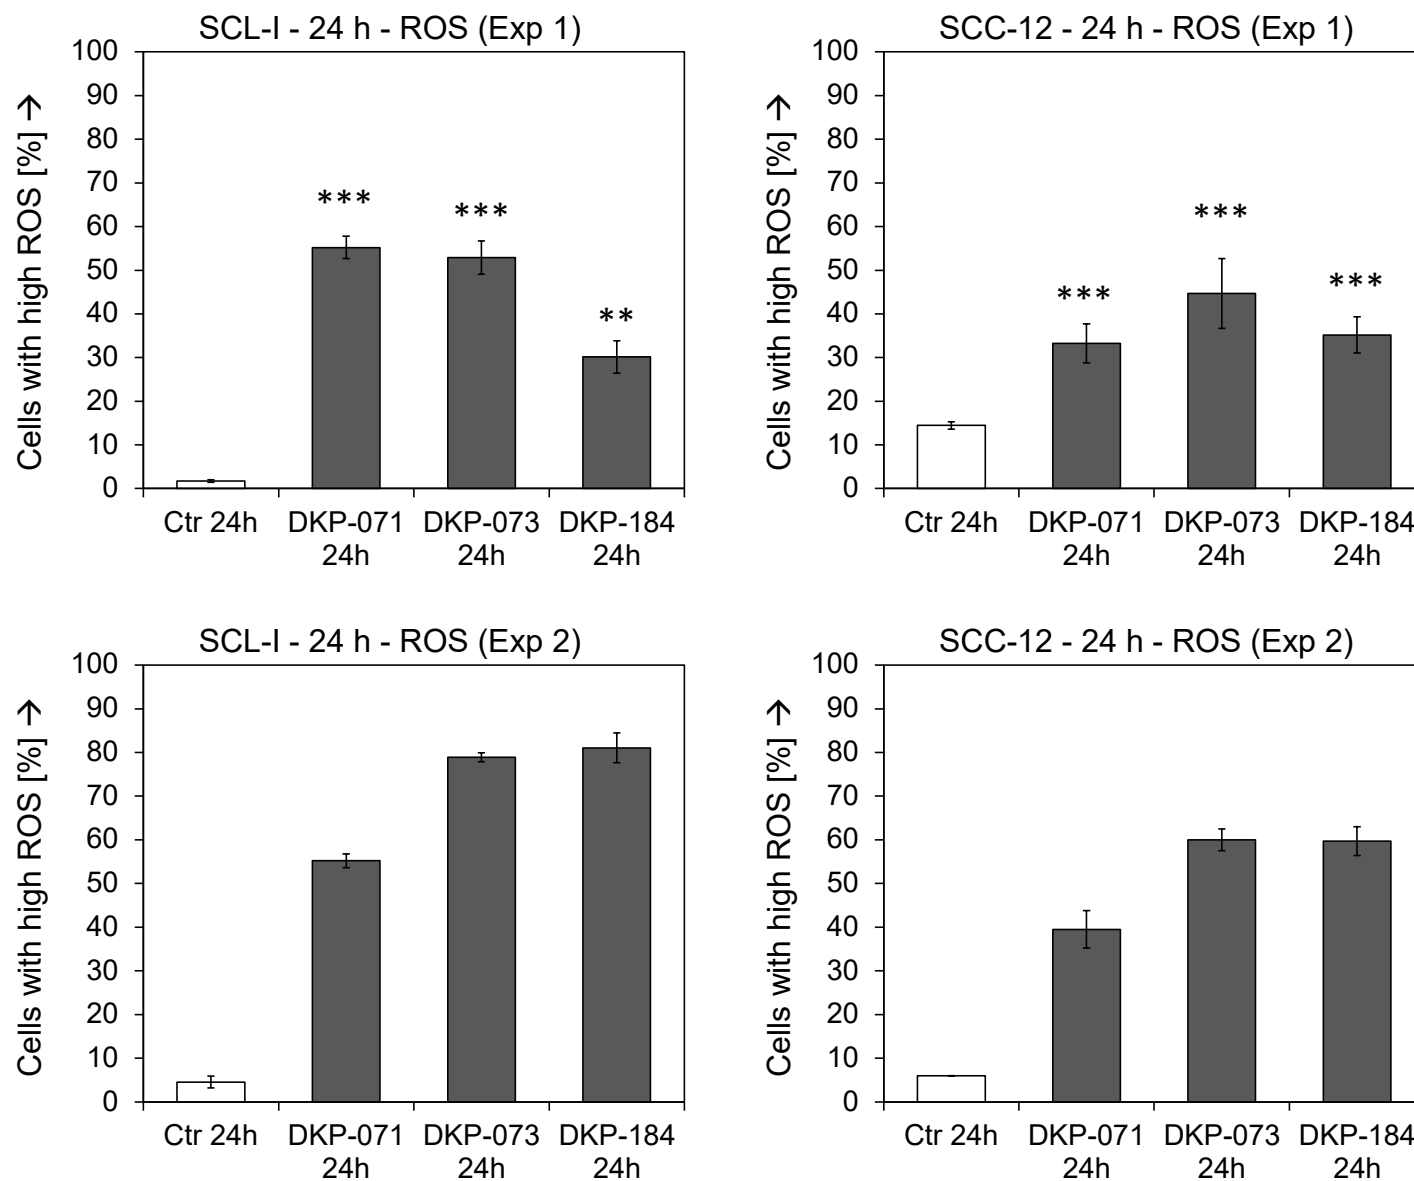 SCL-I - 24 h - ROS (Exp 1)
Cells with high ROS [%] →
100
90
80
70
60
50
40
30
20
10
0
***
***
**
Ctr 24h
DKP-071
24h
DKP-073
24h
DKP-184
24h
SCC-12 - 24 h - ROS (Exp 1)
Cells with high ROS [%] →
100
90
80
70
60
50
40
30
20
10
0
***
***
***
Ctr 24h
DKP-071
24h
DKP-073
24h
DKP-184
24h
SCL-I - 24 h - ROS (Exp 2)
Cells with high ROS [%] →
100
90
80
70
60
50
40
30
20
10
0
Ctr 24h
DKP-071
24h
DKP-073
24h
DKP-184
24h
SCC-12 - 24 h - ROS (Exp 2)
Cells with high ROS [%] →
100
90
80
70
60
50
40
30
20
10
0
Ctr 24h
DKP-071
24h
DKP-073
24h
DKP-184
24h